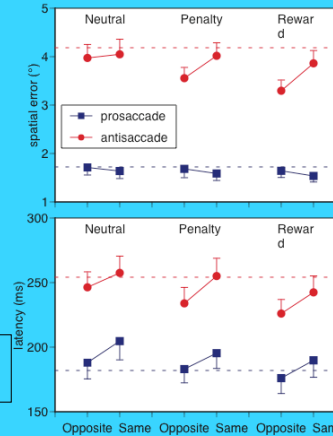 5
Neutral
Penalty
Rewar
d
4
spatial error (°)
3
prosaccade
antisaccade
2
1
300
Neutral
Penalty
Rewar
d
250
latency (ms)
200
150
Opposite Same Opposite Same Opposite Sam